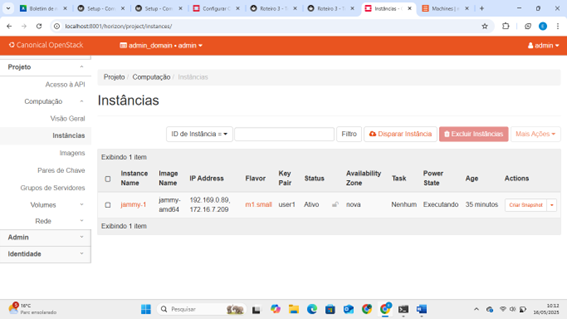 Boletim de
Setup – Con
Setup – Con
Configurar
Roteiro 3 - 1
Roteiro 3 - 1
Instâncias -
Machines |
localhost:8001/horizon/project/instances/
Canonical OpenStack
admin_domain • admin
admin
Projeto
Acesso à API
Computação
Visão Geral
Instâncias
Imagens
Pares de Chave
Grupos de Servidores
Volumes
Rede
Admin
Identidade
Projeto / Computação / Instâncias
Instâncias
ID de Instância =
Filtro
Disparar Instância
Excluir Instâncias
Mais Ações
Exibindo 1 item
Instance Name
Image Name
IP Address
Flavor
Key Pair
Status
Availability Zone
Task
Power State
Age
Actions
jammy-1
jammy-amd64
192.169.0.89, 172.16.7.209
m1.small
user1
Ativo
nova
Nenhum
Executando
35 minutos
Criar Snapshot
Exibindo 1 item
16°C
Parc ensolarado
Pesquisar
10:12
16/05/2025